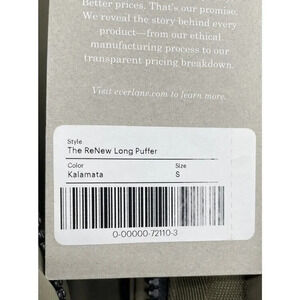 Better prices. That's our promise.
We reveal the story behind every
product—from our ethical
manufacturing process to our
transparent pricing breakdown.
Visit everlane.com to learn more.
Style
The ReNew Long Puffer
Color Size
Kalamata S
0-00000-72110-3